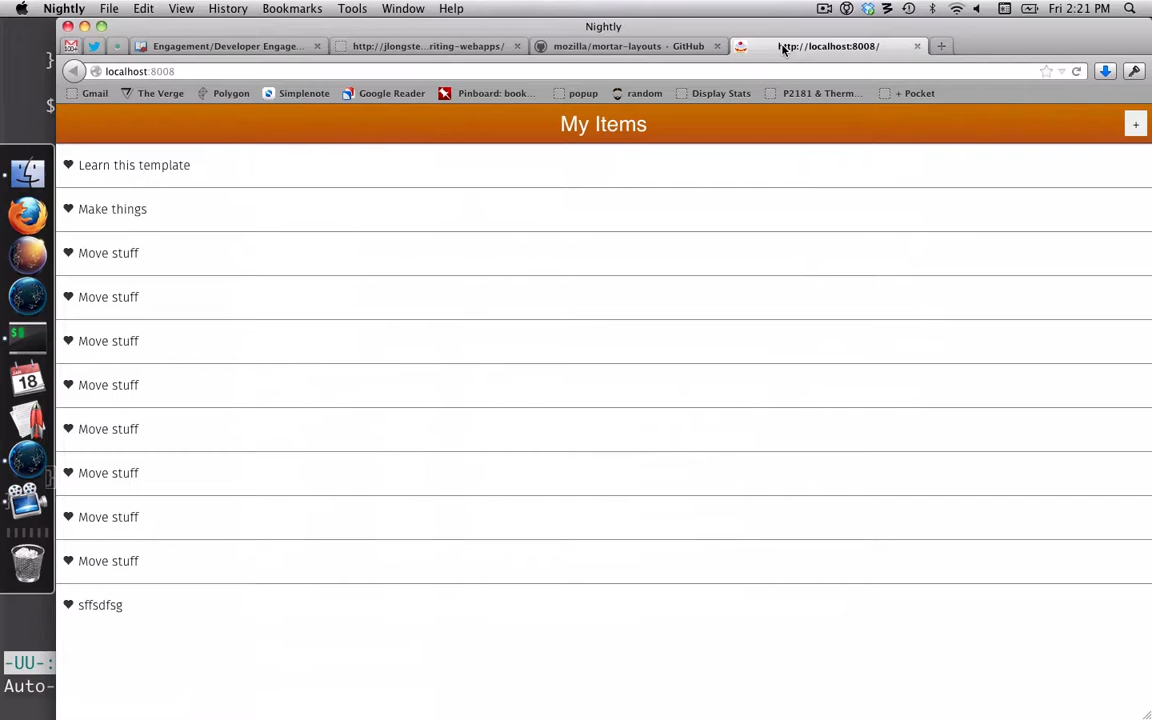 Nightly File Edit View History Bookmarks Tools Window Help Fri 2:21 PM
Nightly
Engagement/Developer Engage... http://jlongste...riting-webapps/ mozilla/mortar-layouts · GitHub http://localhost:8008/
localhost:8008
Gmail The Verge Polygon Simplenote Google Reader Pinboard: book... popup random Display Stats P2181 & Therm... + Pocket
My Items
+
Learn this template
Make things
Move stuff
Move stuff
Move stuff
Move stuff
Move stuff
Move stuff
Move stuff
Move stuff
sffsdfsg
}
$
18
-UU-:
Auto-